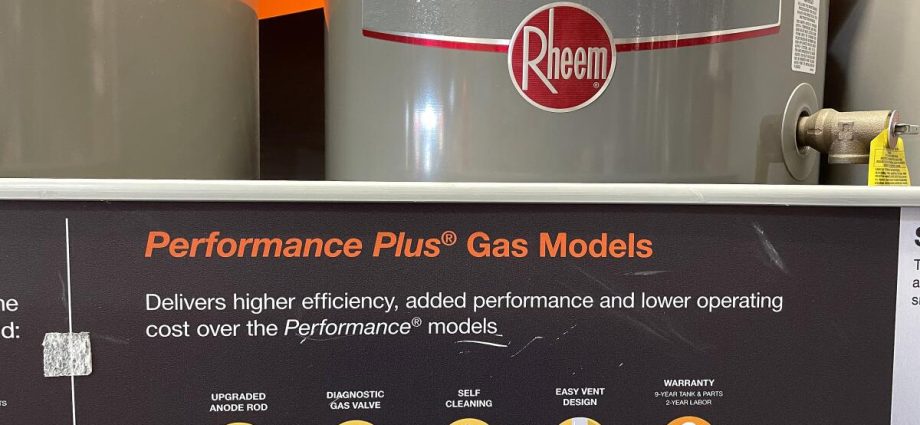 Rheem
Performance Plus® Gas Models
Delivers higher efficiency, added performance and lower operating
cost over the Performance® models
UPGRADED
ANODE ROD
DIAGNOSTIC
GAS VALVE
SELF
CLEANING
EASY VENT
DESIGN
WARRANTY
9-YEAR TANK & PARTS
2-YEAR LABOR